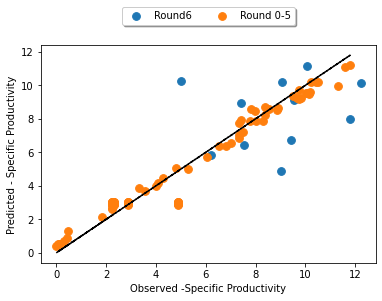 Round6 Round 0-5
Predicted - Specific Productivity
12
10
8
6
4
2
0
0 2 4 6 8 10 12
Observed -Specific Productivity